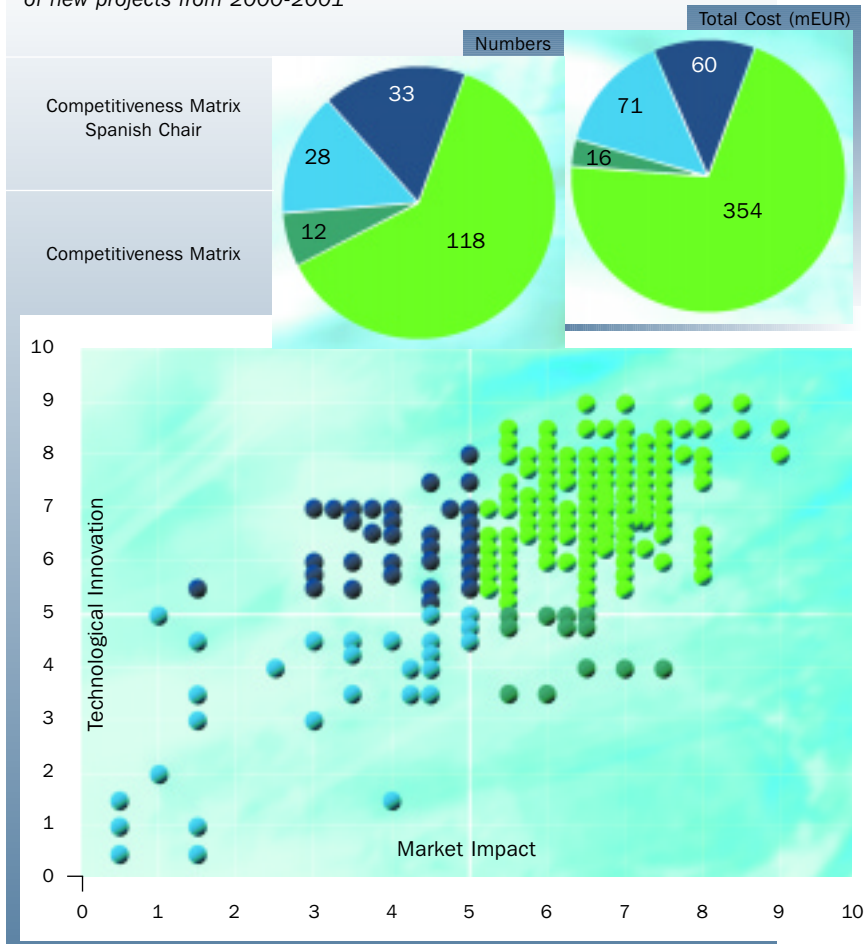 of new projects from 2000-2001
Total Cost (mEUR)
Numbers
Competitiveness Matrix
Spanish Chair
Competitiveness Matrix
33
28
12
118
60
71
16
354
10
9
8
7
6
5
4
3
2
1
0
Technological Innovation
Market Impact
0 1 2 3 4 5 6 7 8 9 10